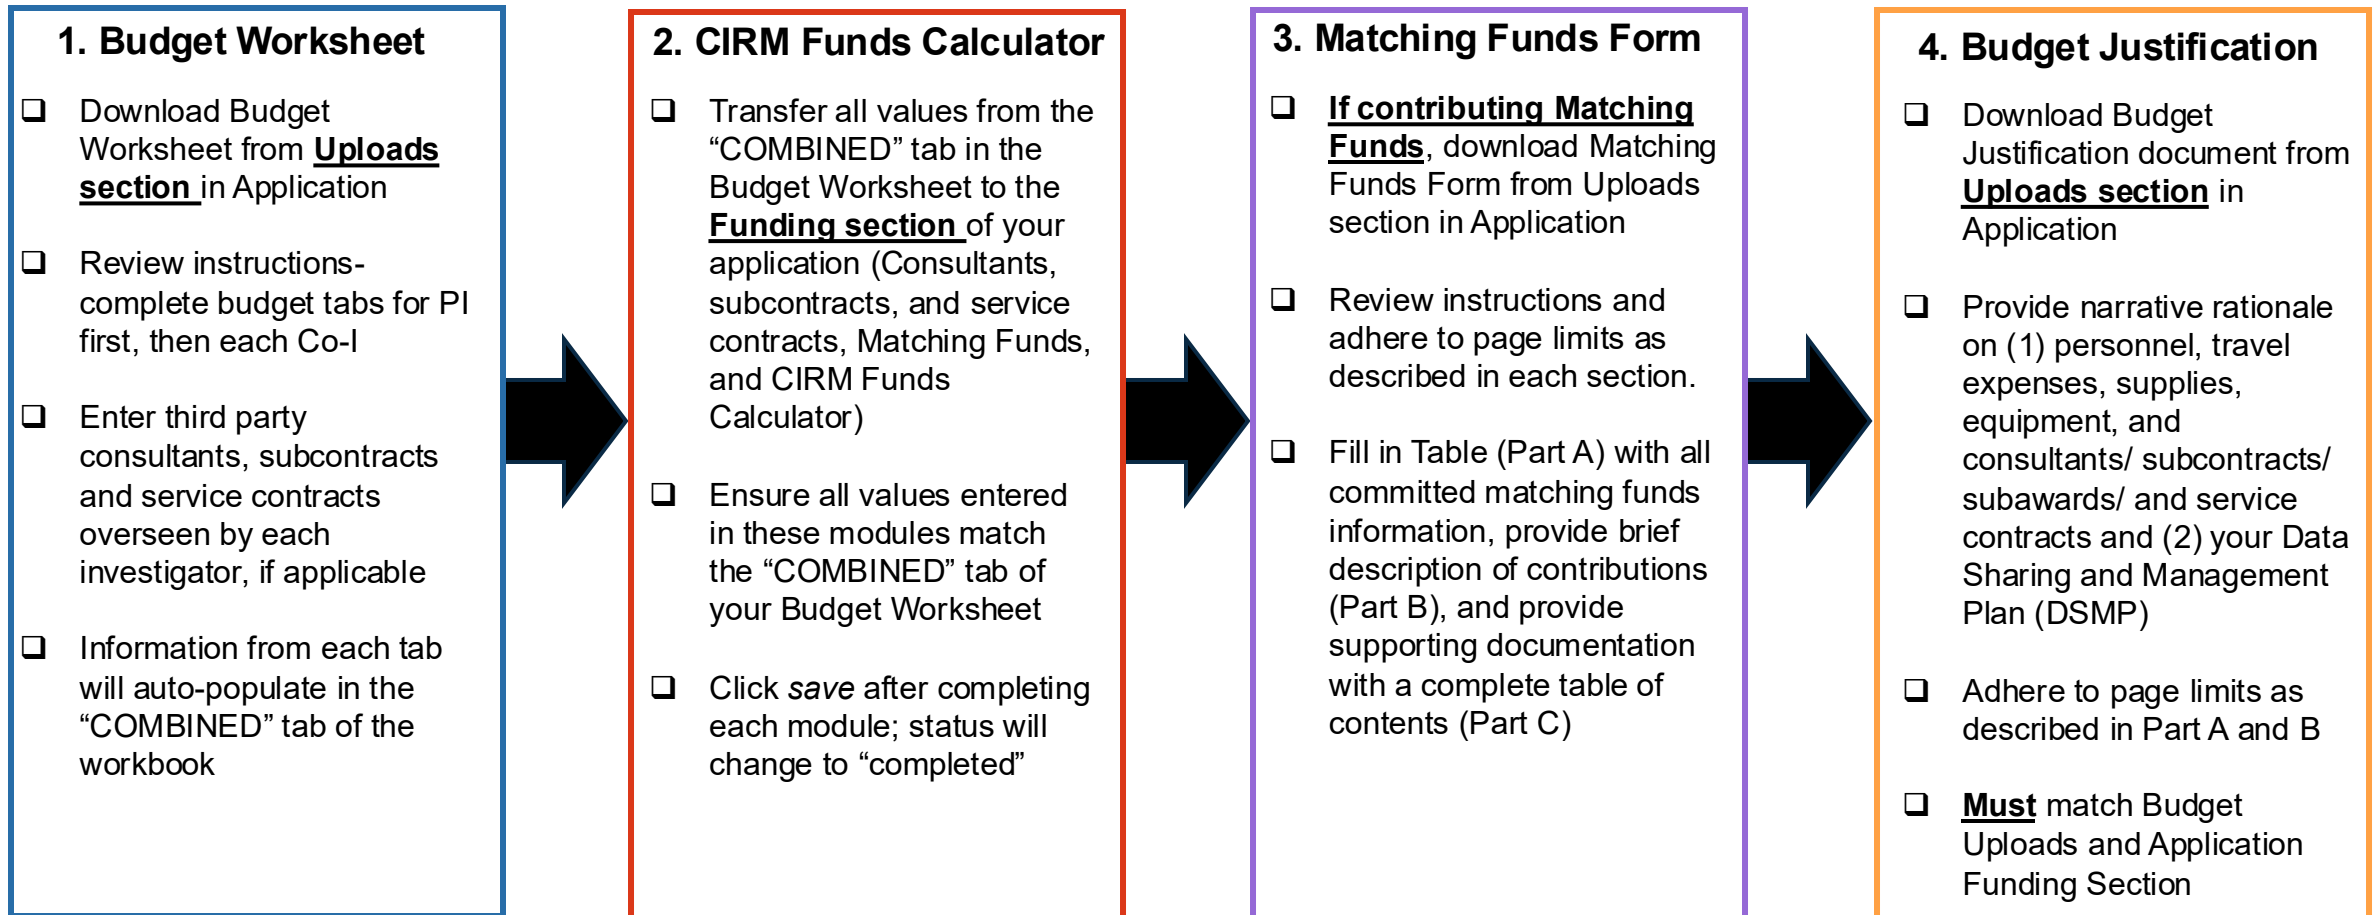 1. Budget Worksheet
❑ Download Budget
Worksheet from Uploads
section in Application
❑ Review instructions-
complete budget tabs for PI
first, then each Co-I
❑ Enter third party
consultants, subcontracts
and service contracts
overseen by each
investigator, if applicable
❑ Information from each tab
will auto-populate in the
“COMBINED” tab of the
workbook
2. CIRM Funds Calculator
❑ Transfer all values from the
“COMBINED” tab in the
Budget Worksheet to the
Funding section of your
application (Consultants,
subcontracts, and service
contracts, Matching Funds,
and CIRM Funds
Calculator)
❑ Ensure all values entered
in these modules match
the “COMBINED” tab of
your Budget Worksheet
❑ Click save after completing
each module; status will
change to “completed”
3. Matching Funds Form
❑ If contributing Matching
Funds, download Matching
Funds Form from Uploads
section in Application
❑ Review instructions and
adhere to page limits as
described in each section.
❑ Fill in Table (Part A) with all
committed matching funds
information, provide brief
description of contributions
(Part B), and provide
supporting documentation
with a complete table of
contents (Part C)
4. Budget Justification
❑ Download Budget
Justification document from
Uploads section in
Application
❑ Provide narrative rationale
on (1) personnel, travel
expenses, supplies,
equipment, and
consultants/ subcontracts/
subawards/ and service
contracts and (2) your Data
Sharing and Management
Plan (DSMP)
❑ Adhere to page limits as
described in Part A and B
❑ Must match Budget
Uploads and Application
Funding Section